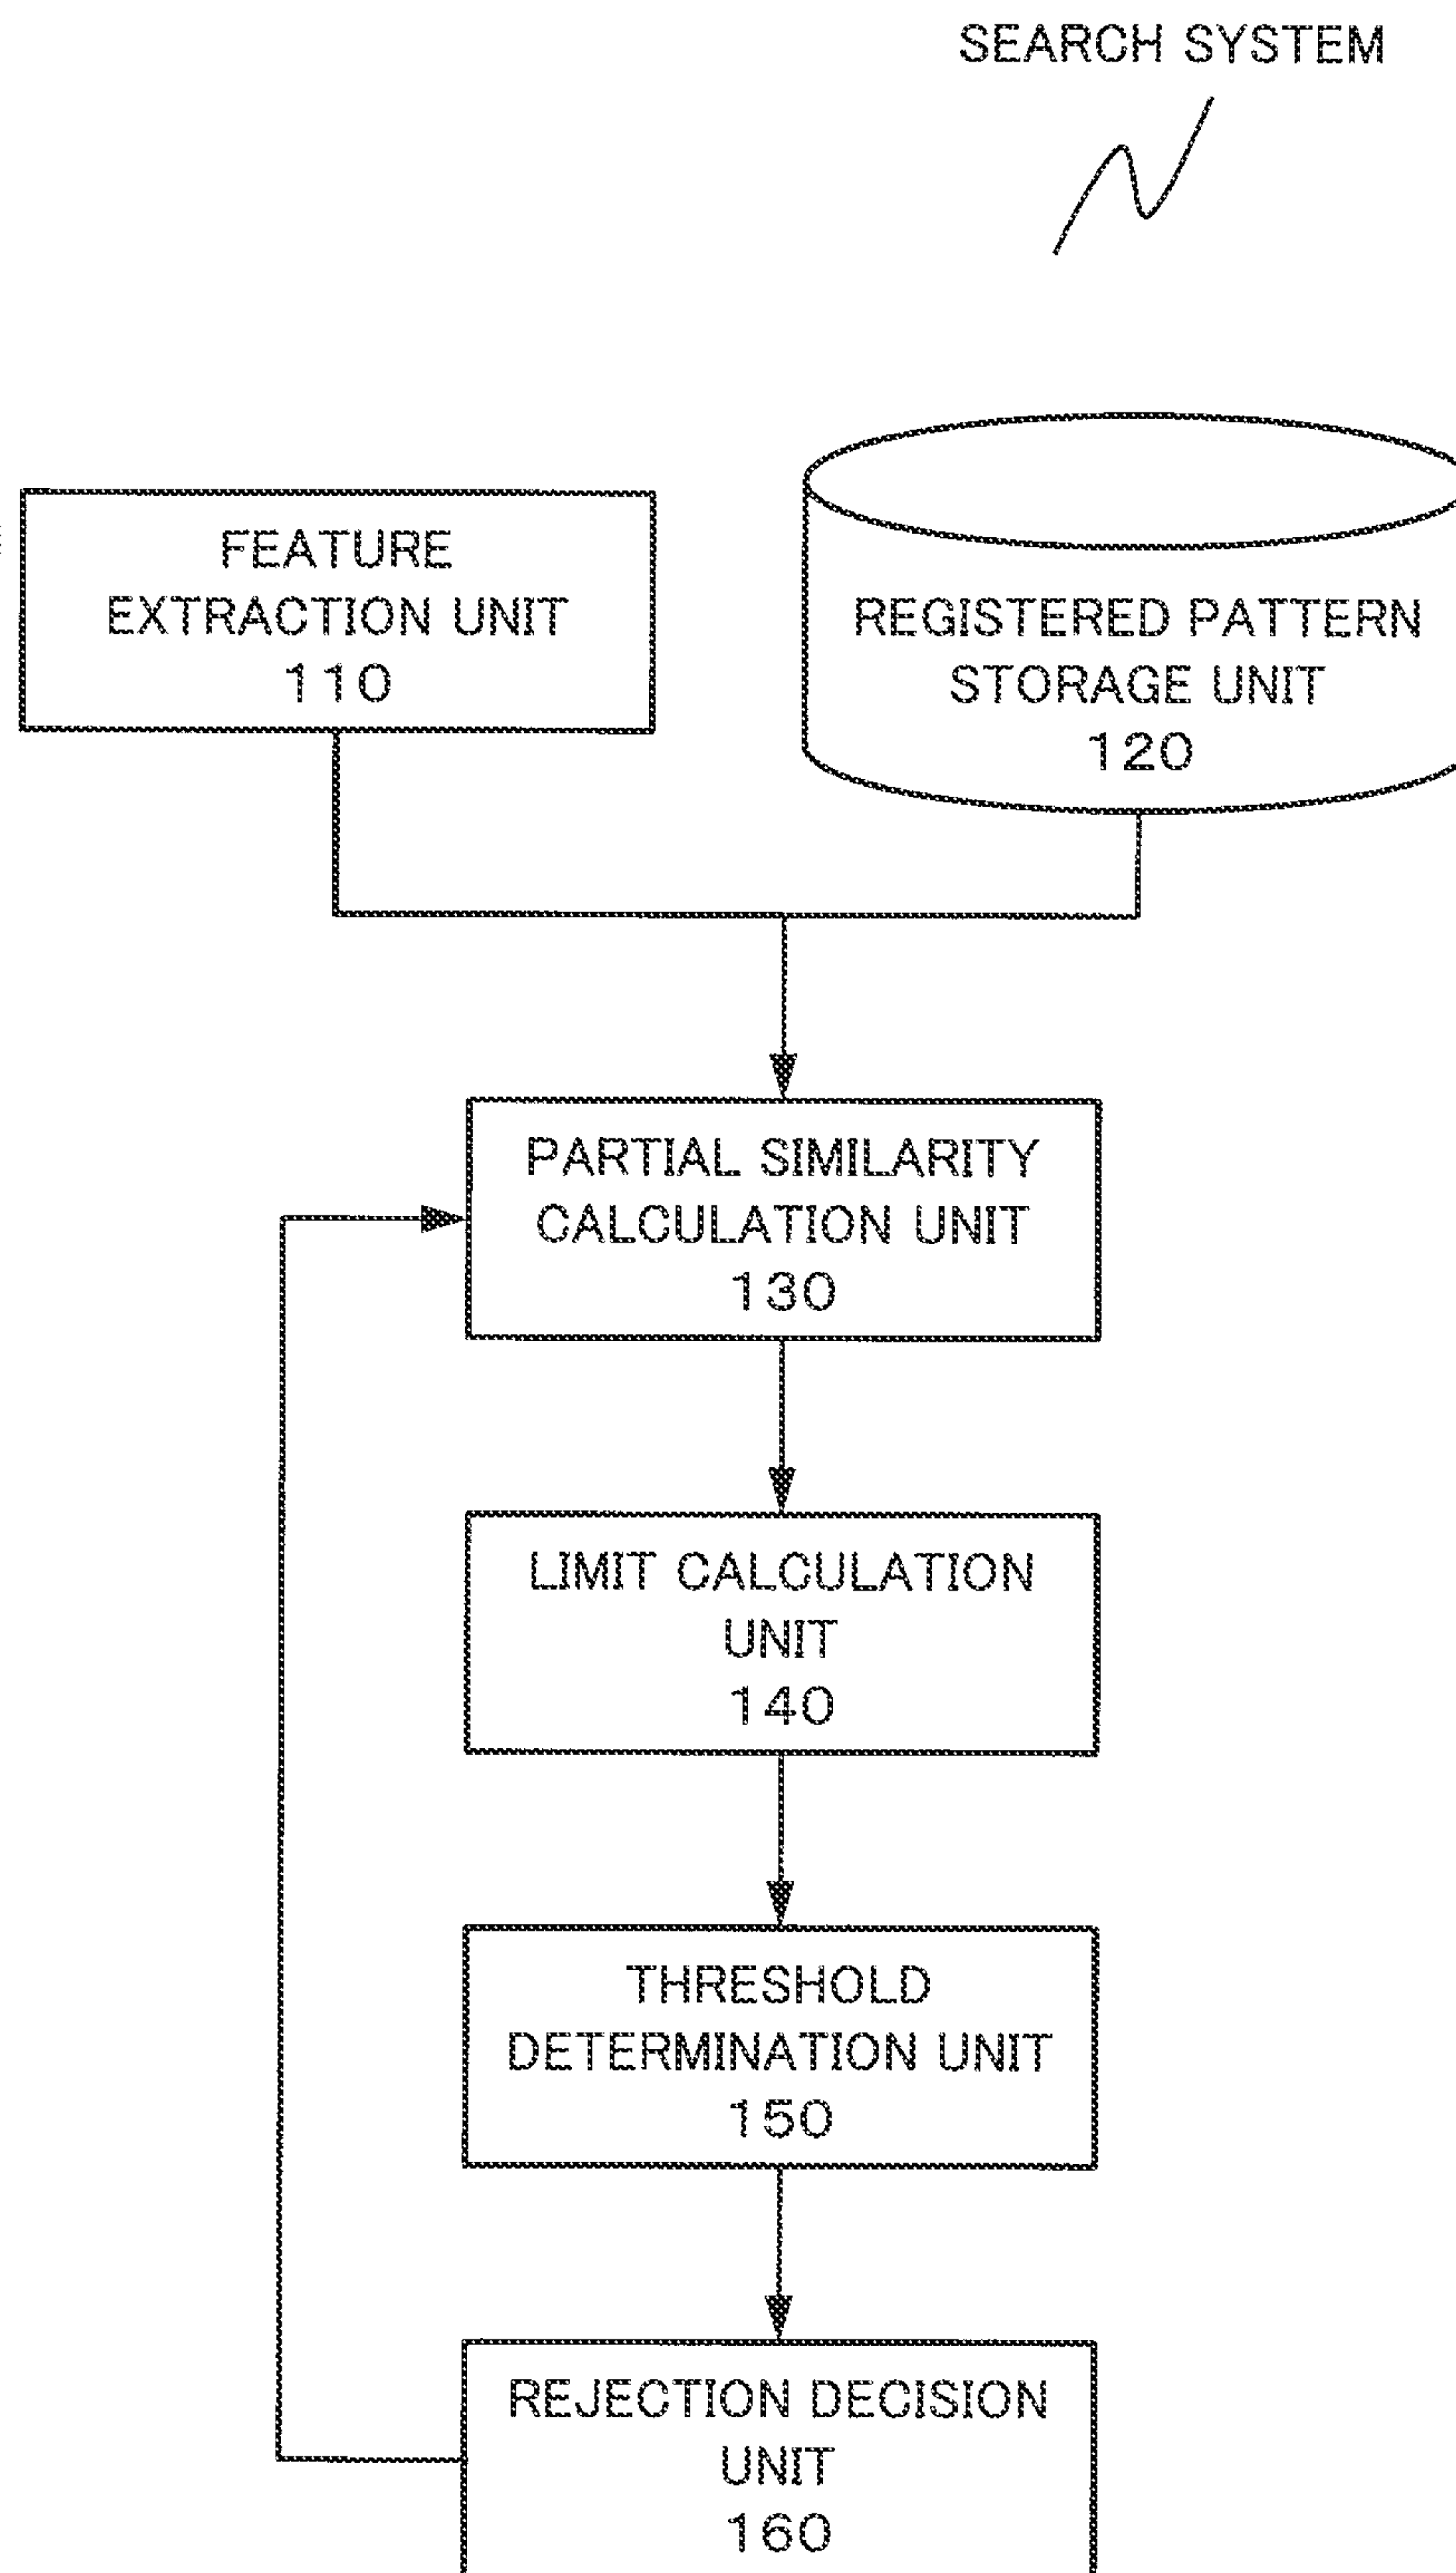 SEARCH SYSTEM
FEATURE
EXTRACTION UNIT
110
REGISTERED PATTERN
STORAGE UNIT
120
PARTIAL SIMILARITY
CALCULATION UNIT
130
LIMIT CALCULATION
UNIT
140
THRESHOLD
DETERMINATION UNIT
150
REJECTION DECISION
UNIT
160